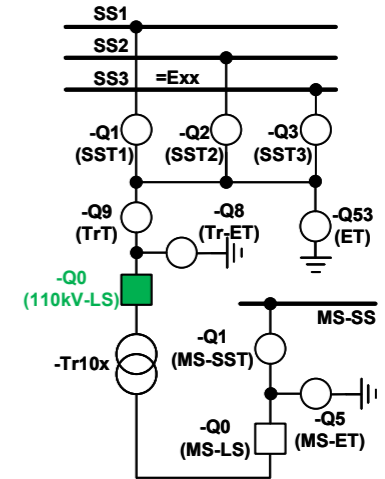 SS1
SS2
SS3 =Exx
-Q1 -Q2 -Q3
(SST1) (SST2) (SST3)
-Q9 -Q8 -Q53
(TrT) (Tr-ET) (ET)
-Q0
(110kV-LS)
MS-SS
-Q1
-Tr10x (MS-SST)
-Q0 -Q5
(MS-LS) (MS-ET)